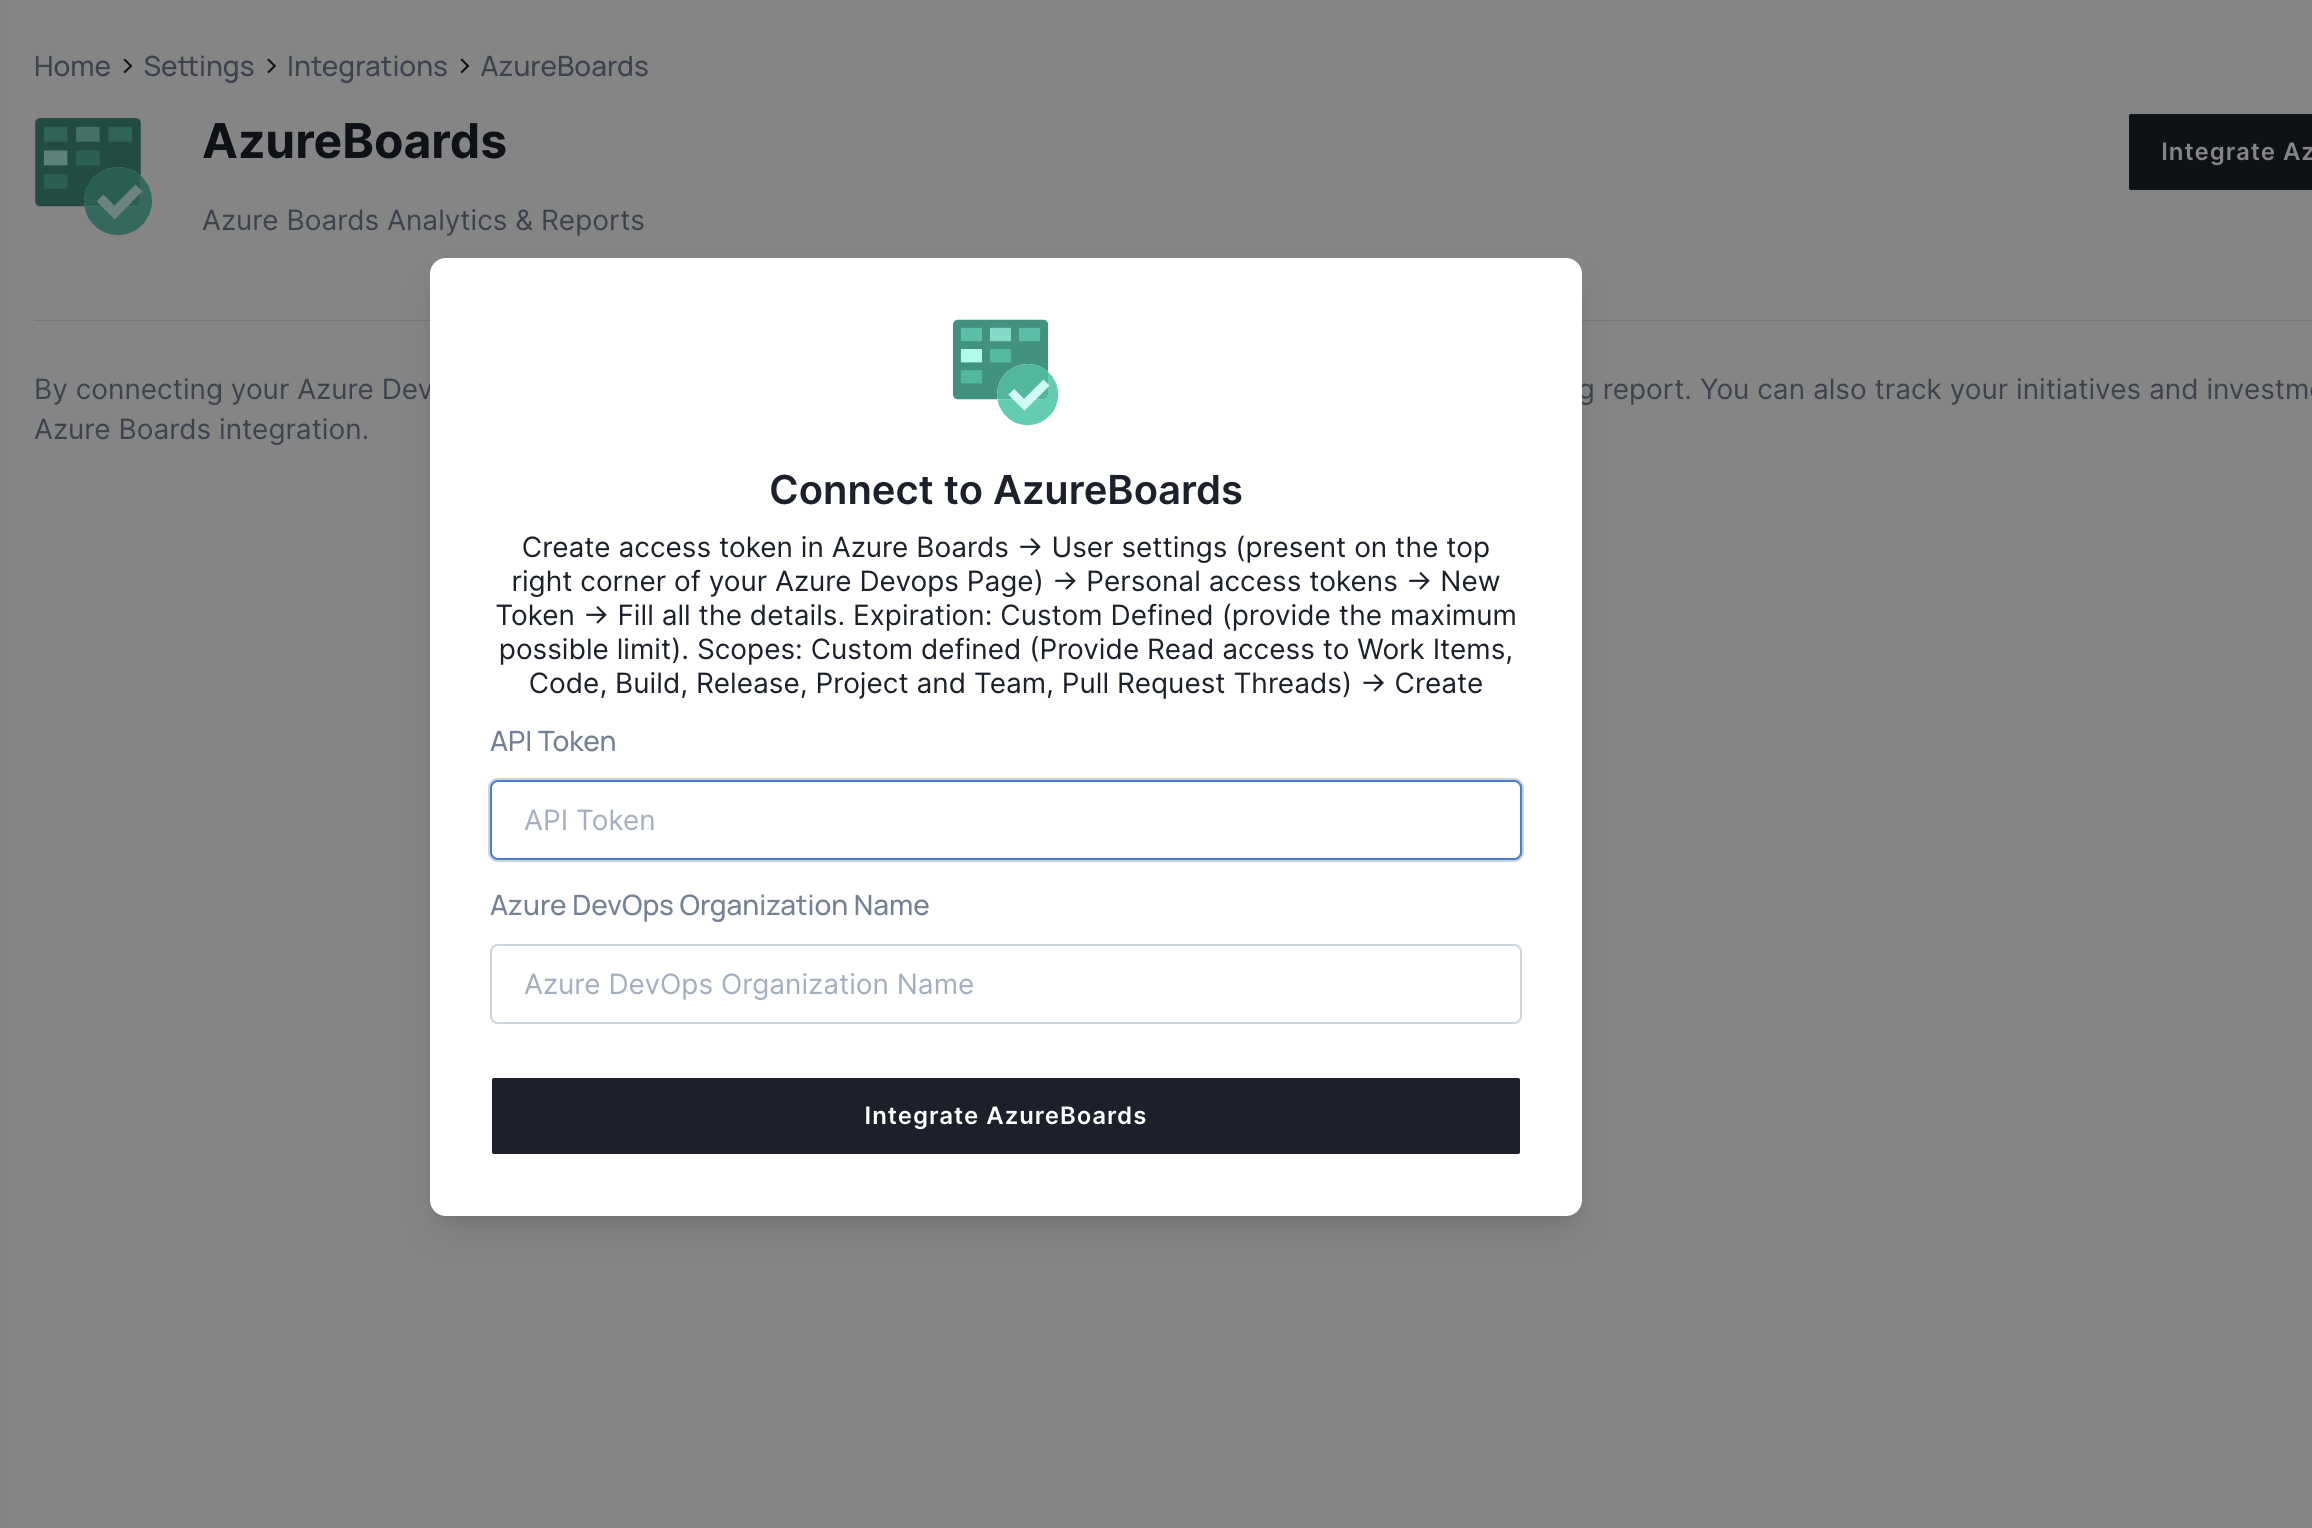 Home > Settings > Integrations > AzureBoards
AzureBoards
Integrate Az
Azure Boards Analytics & Reports
By connecting your Azure Dev
g report. You can also track your initiatives and investm
Azure Boards integration.
Connect to AzureBoards
Create access token in Azure Boards → User settings (present on the top
right corner of your Azure Devops Page) → Personal access tokens → New
Token → Fill all the details. Expiration: Custom Defined (provide the maximum
possible limit). Scopes: Custom defined (Provide Read access to Work Items,
Code, Build, Release, Project and Team, Pull Request Threads) → Create
API Token
API Token
Azure DevOps Organization Name
Azure DevOps Organization Name
Integrate AzureBoards